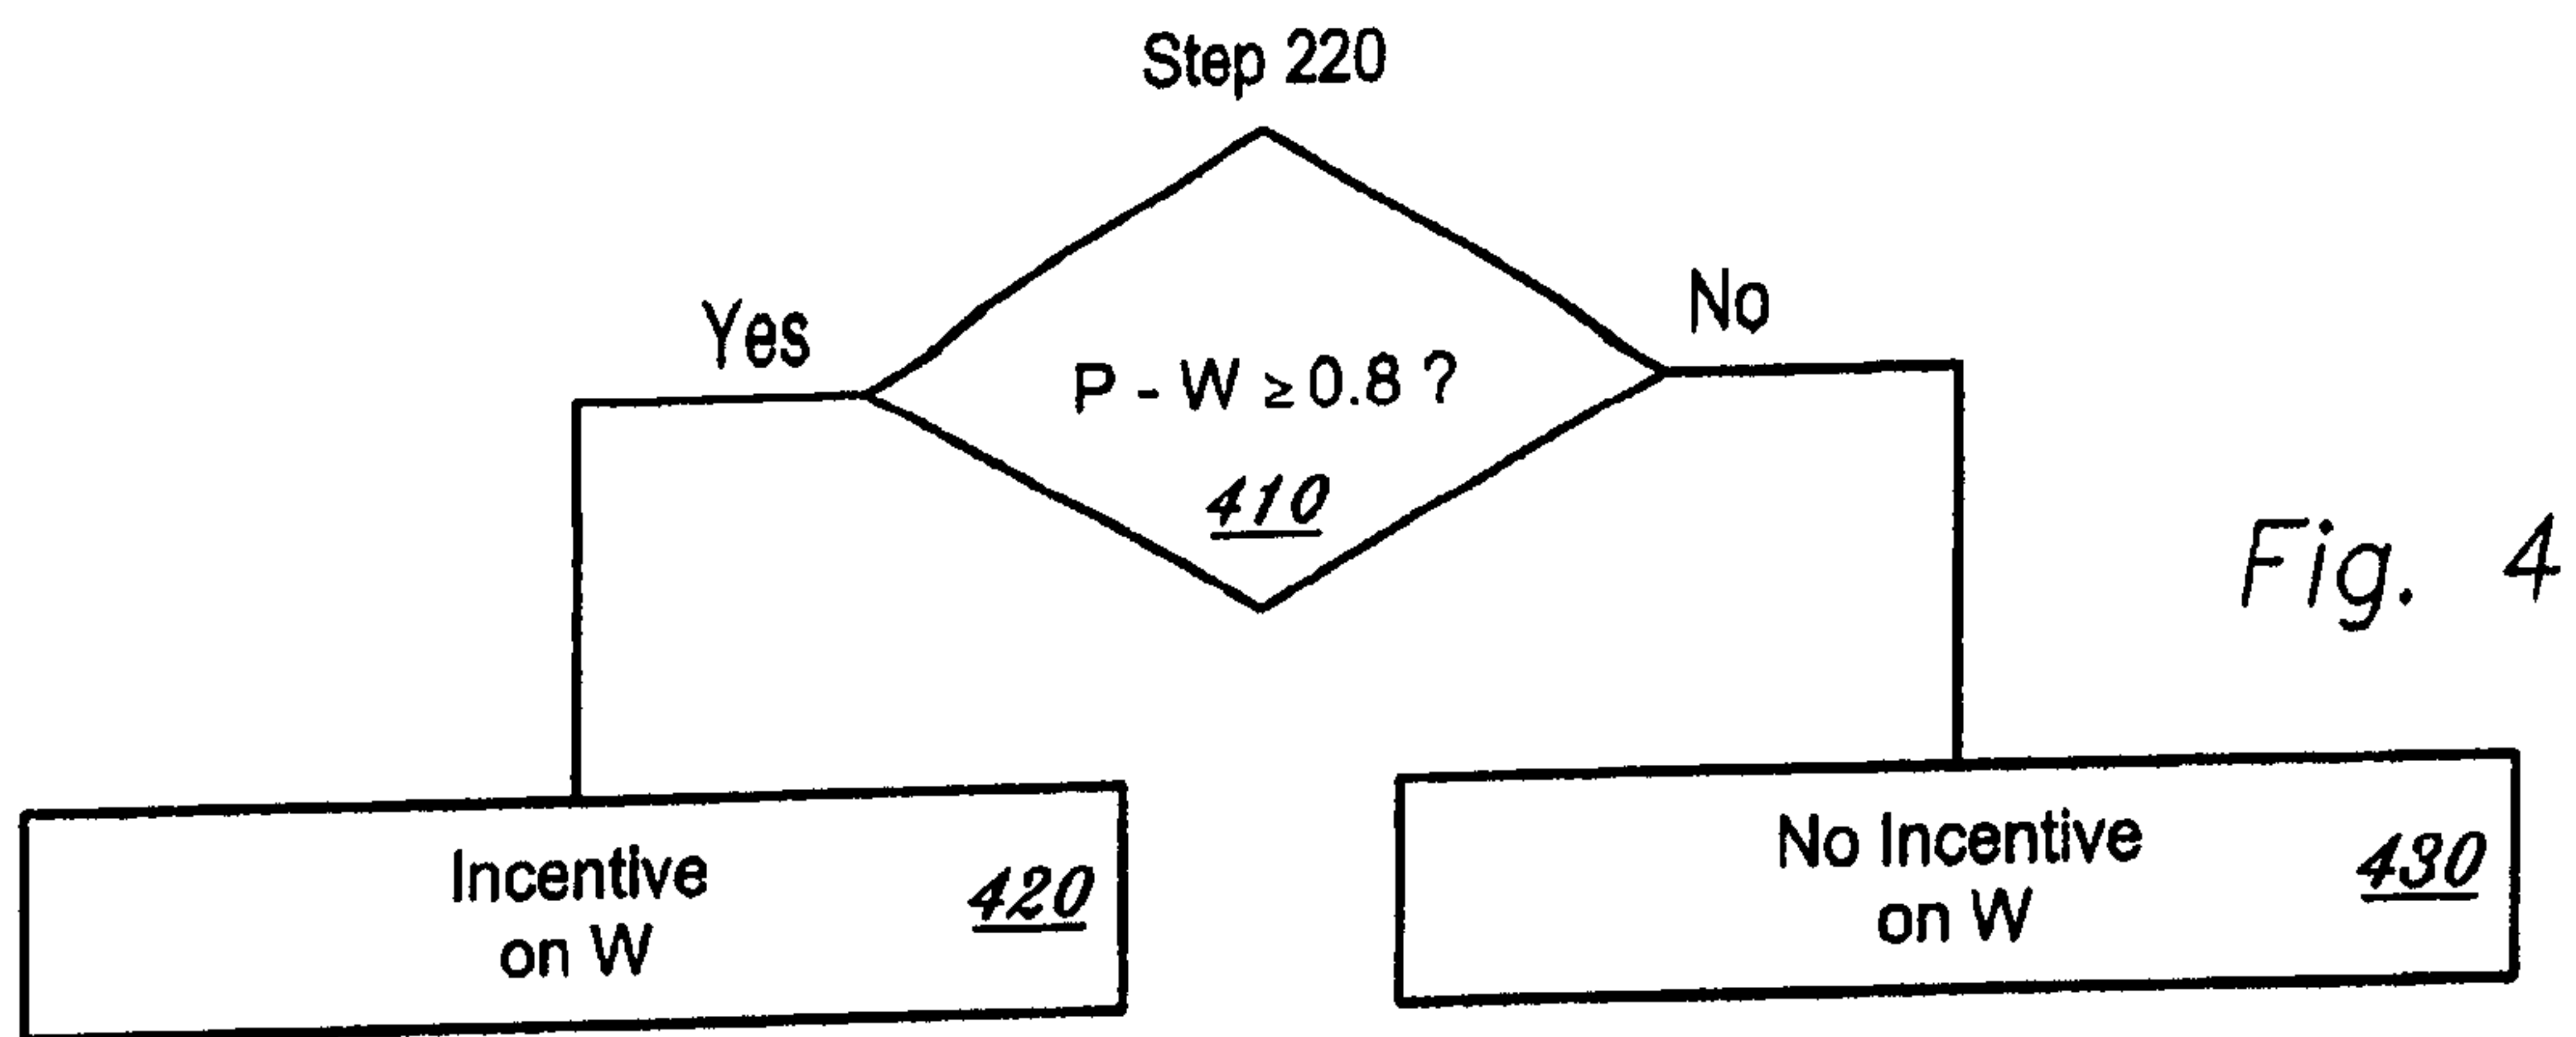 Step 220
Yes
No
P - W ≥ 0.8 ?
410
Fig. 4
Incentive
on W
420
No Incentive
on W
430